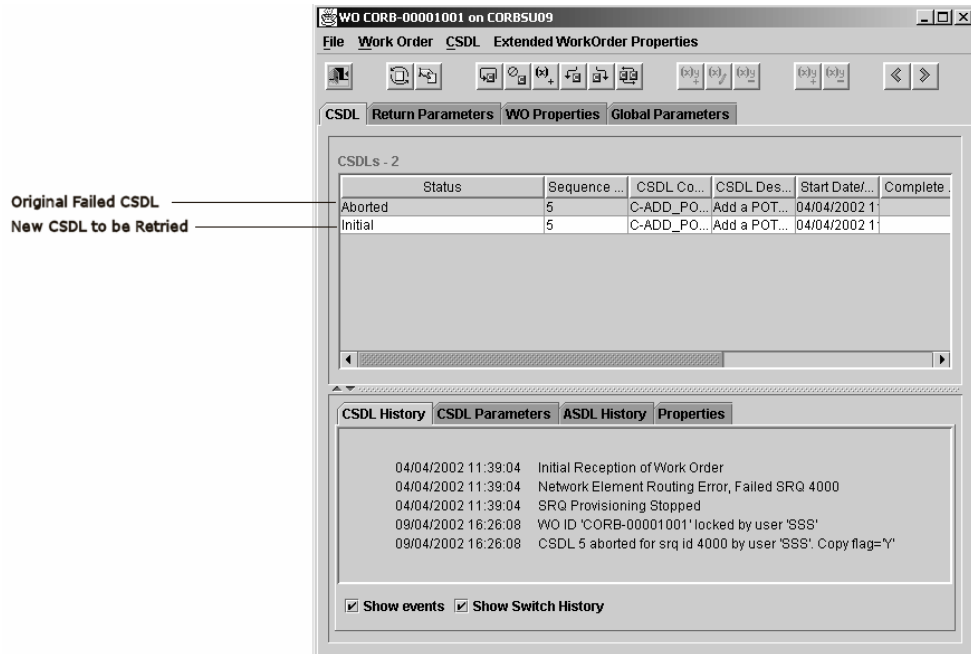 WO CORB-00001001 on CORBSU09
File Work Order CSDL Extended WorkOrder Properties
CSDL Return Parameters WO Properties Global Parameters
CSDLs - 2
Status Sequence ... CSDL Co... CSDL Des... Start Date/... Complete .
Original Failed CSDL
Aborted 5 C-ADD_PO... Add a POT... 04/04/2002 1
New CSDL to be Retried
Initial 5 C-ADD_PO... Add a POT... 04/04/2002 1
CSDL History CSDL Parameters ASDL History Properties
04/04/2002 11:39:04 Initial Reception of Work Order
04/04/2002 11:39:04 Network Element Routing Error, Failed SRQ 4000
04/04/2002 11:39:04 SRQ Provisioning Stopped
09/04/2002 16:26:08 WO ID 'CORB-00001001' locked by user 'SSS'
09/04/2002 16:26:08 CSDL 5 aborted for srq id 4000 by user 'SSS'. Copy flag='Y'
Show events Show Switch History